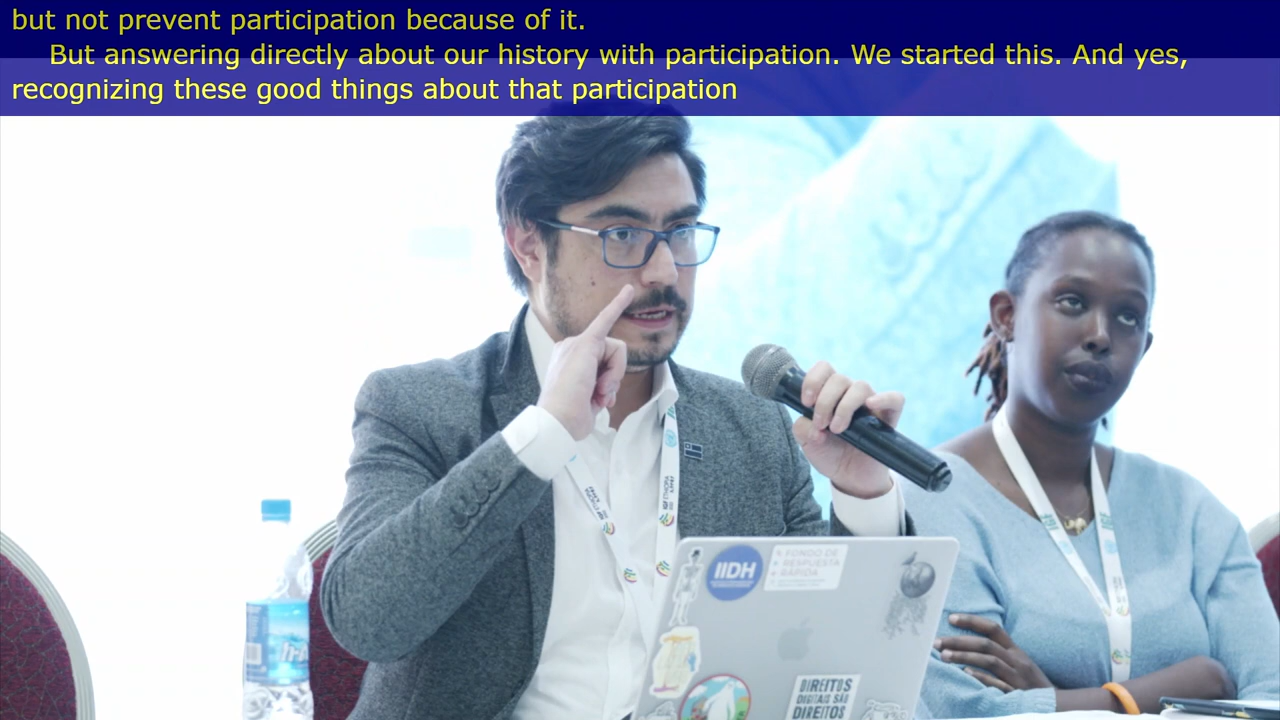 but not prevent participation because of it.
But answering directly about our history with participation. We started this. And yes,
recognizing these good things about that participation
IIDH
FONDO DE
RESPUESTA
RÁPIDA
DIREITOS
DIGITAIS SÃO
DIREITOS